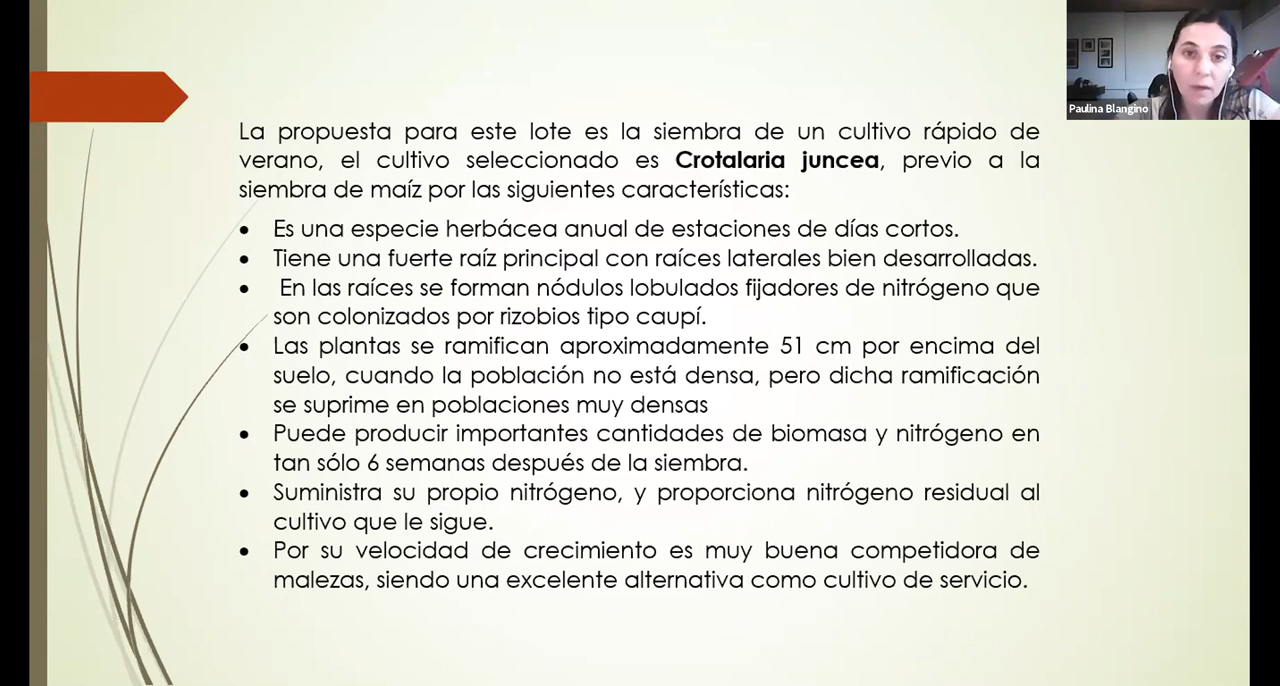 Paulina Blangino
La propuesta para este lote es la siembra de un cultivo rápido de
verano, el cultivo seleccionado es Crotalaria juncea, previo a la
siembra de maíz por las siguientes características:
• Es una especie herbácea anual de estaciones de días cortos.
• Tiene una fuerte raíz principal con raíces laterales bien desarrolladas.
• En las raíces se forman nódulos lobulados fijadores de nitrógeno que
son colonizados por rizobios tipo caupí.
• Las plantas se ramifican aproximadamente 51 cm por encima del
suelo, cuando la población no está densa, pero dicha ramificación
se suprime en poblaciones muy densas
• Puede producir importantes cantidades de biomasa y nitrógeno en
tan sólo 6 semanas después de la siembra.
• Suministra su propio nitrógeno, y proporciona nitrógeno residual al
cultivo que le sigue.
• Por su velocidad de crecimiento es muy buena competidora de
malezas, siendo una excelente alternativa como cultivo de servicio.